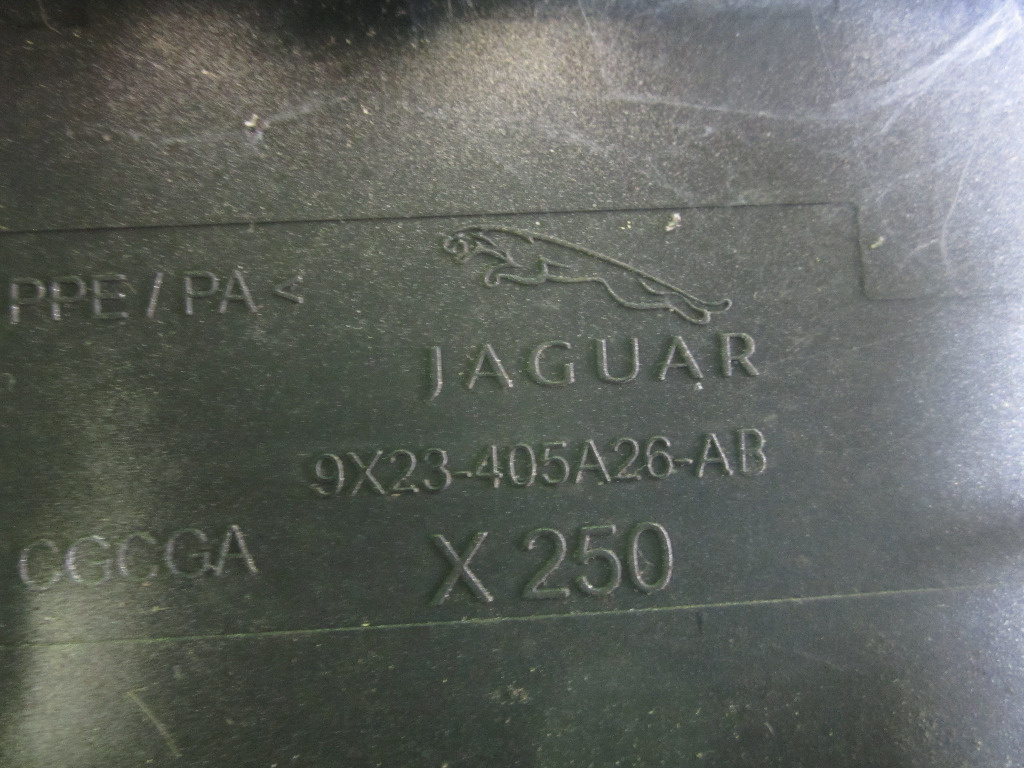 PPE/PA<
JAGUAR
9X23-405A26-AB
CGCGA
X 250